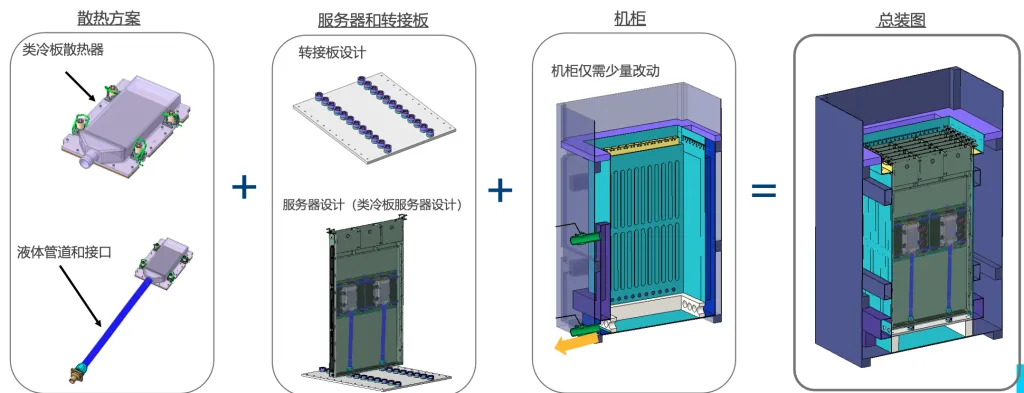 散热方案
服务器和转接板
机柜
总装图
类冷板散热器
转接板设计
机柜仅需少量改动
服务器设计（类冷板服务器设计）
液体管道和接口